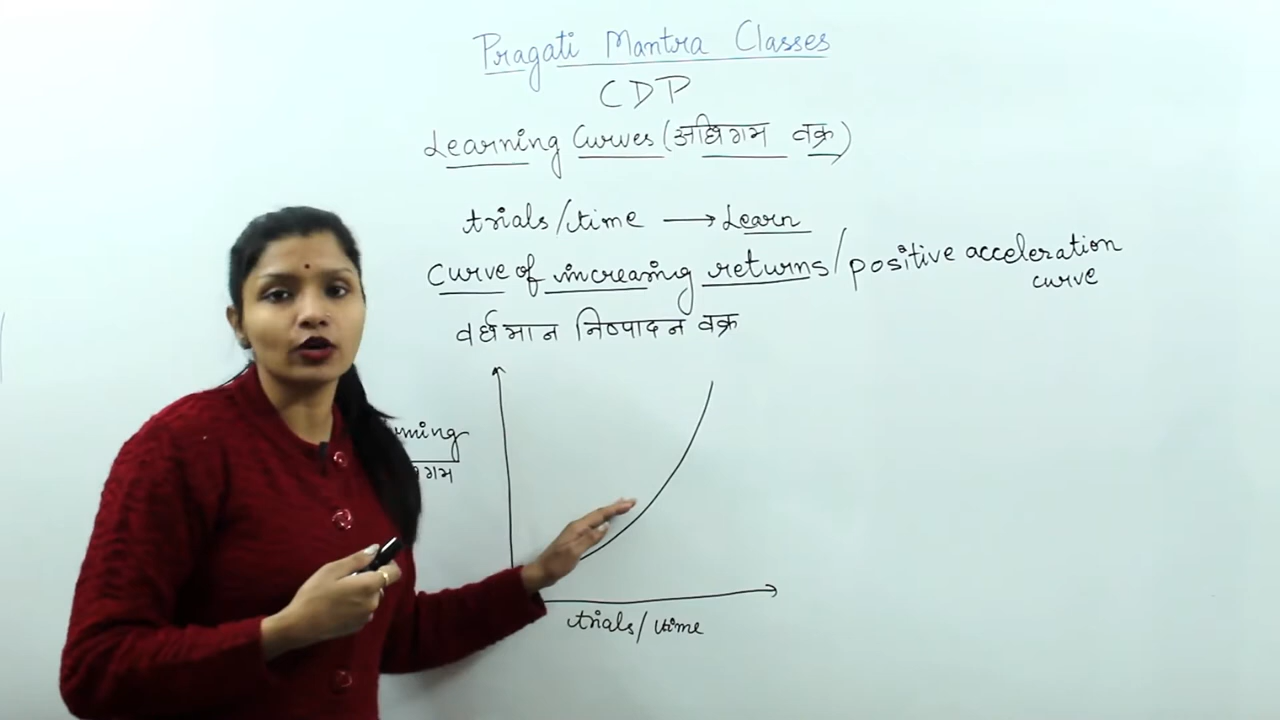 Pragati Mantra Classes
CDP
Learning Curves (अधिगम वक्र)
trials/time → Learn
Curve of increasing returns/positive acceleration
curve
वर्धमान निष्पादन वक्र
trials/time